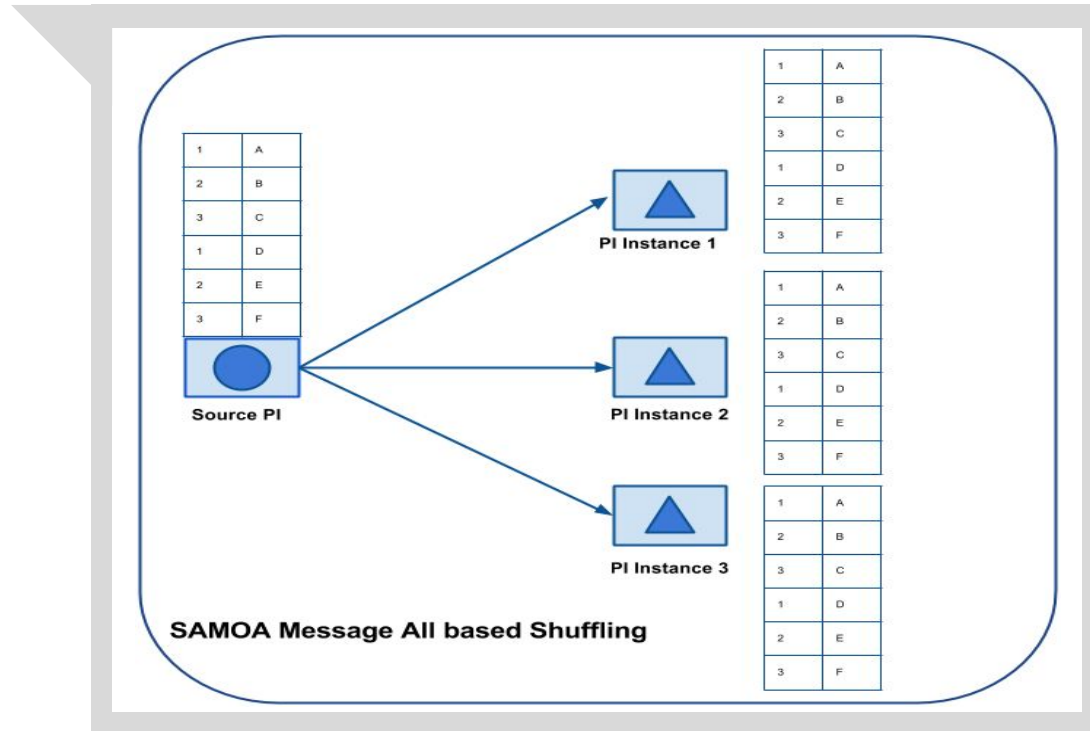 1 A
2 B
3 C
1 D
2 E
3 F
Source PI
PI Instance 1
1 A
2 B
3 C
1 D
2 E
3 F
PI Instance 2
1 A
2 B
3 C
1 D
2 E
3 F
PI Instance 3
1 A
2 B
3 C
1 D
2 E
3 F
SAMOA Message All based Shuffling